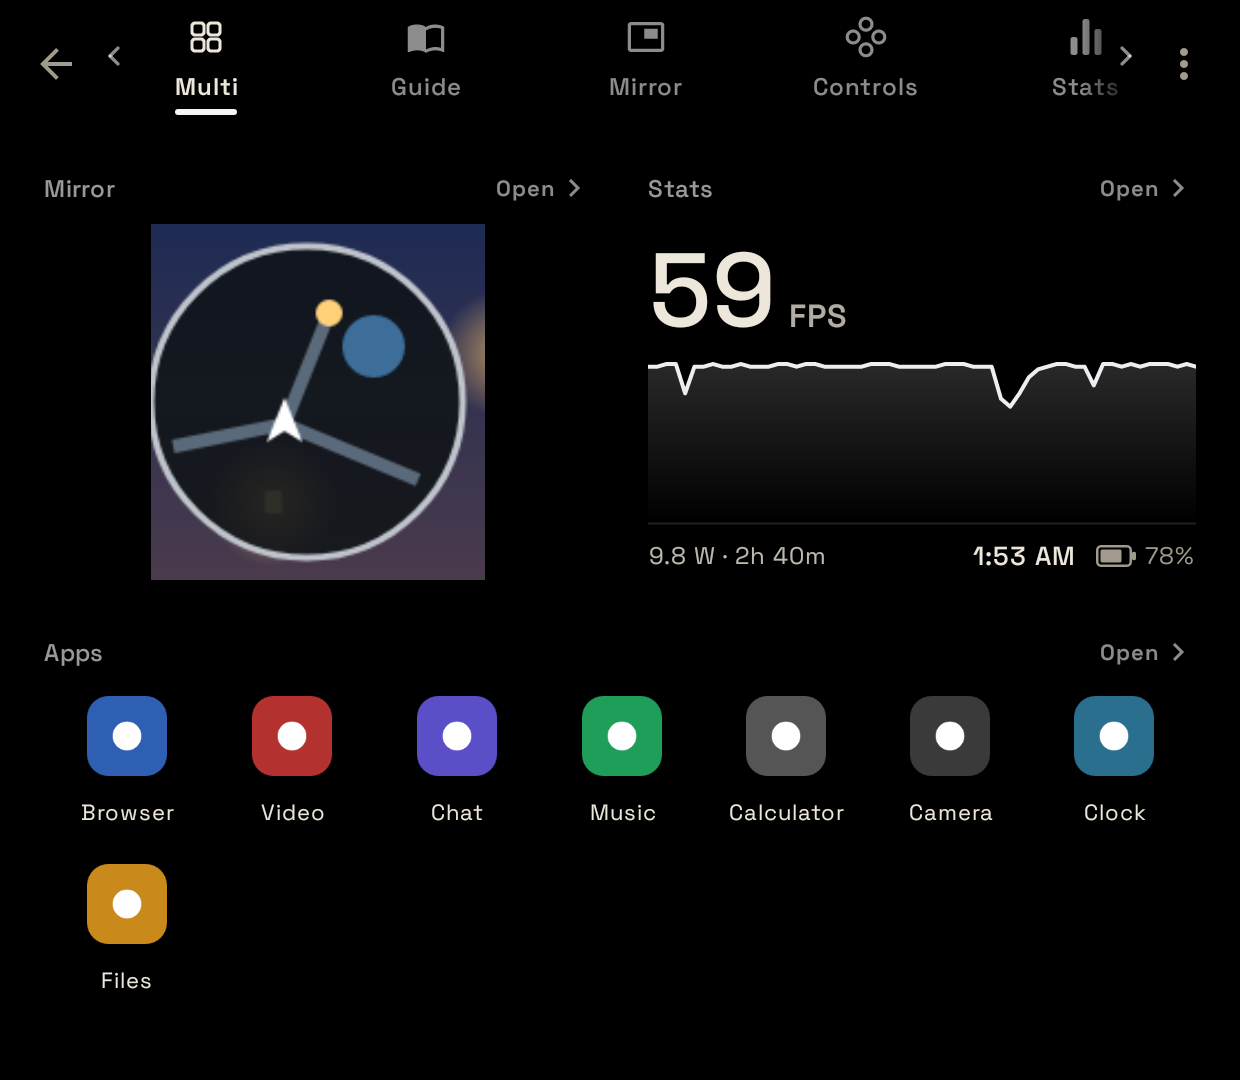 Multi
Guide
Mirror
Controls
Stats
Mirror
Open
Stats
Open
59 FPS
9.8 W · 2h 40m
1:53 AM
78%
Apps
Open
Browser
Video
Chat
Music
Calculator
Camera
Clock
Files